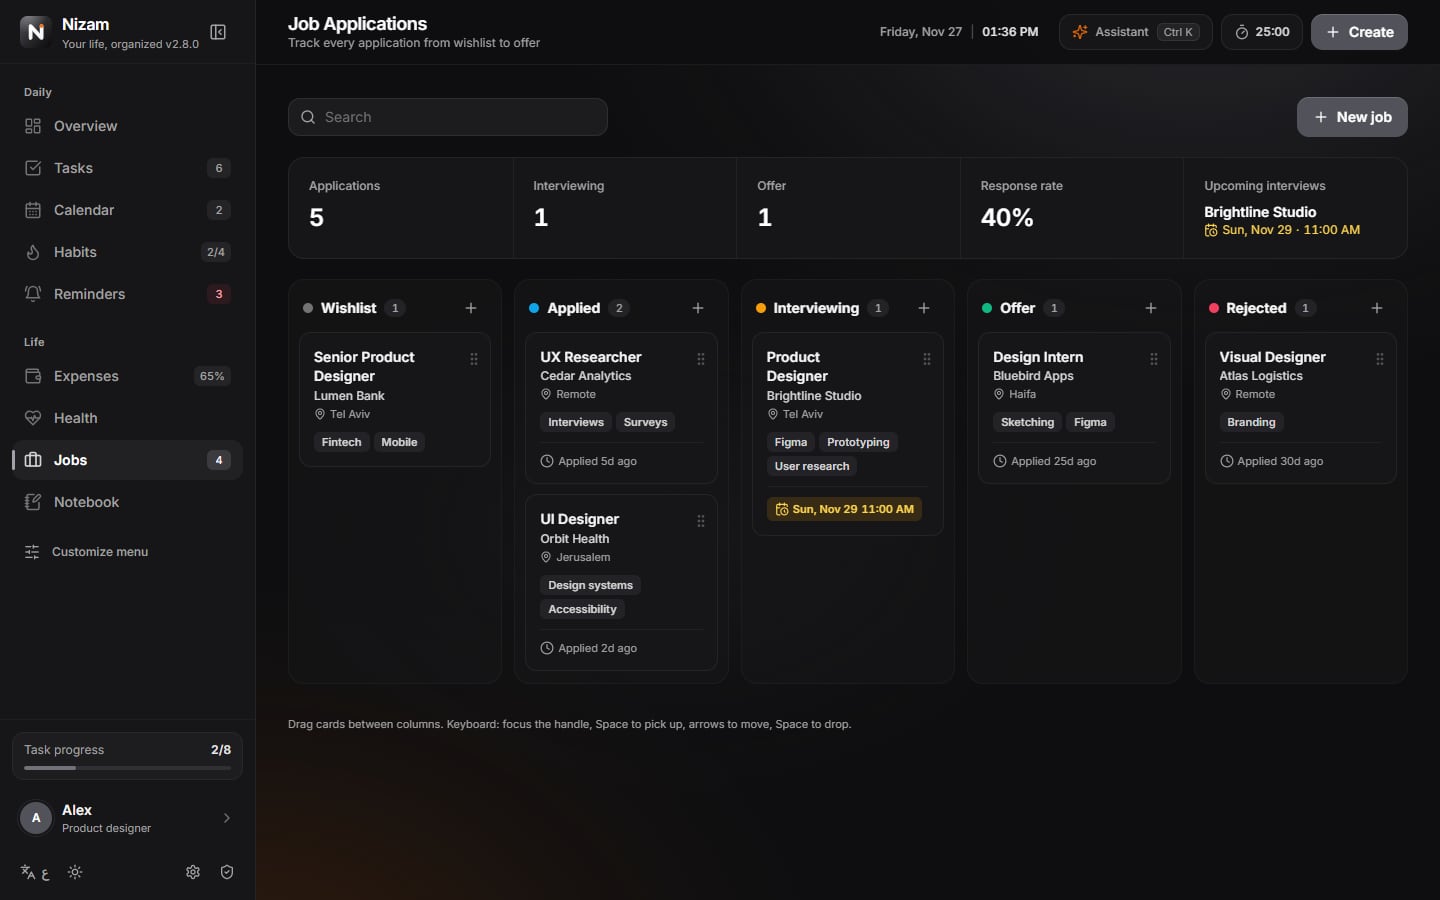 Nizam
Your life, organized v2.8.0
Daily
Overview
Tasks 6
Calendar 2
Habits 2/4
Reminders 3
Life
Expenses 65%
Health
Jobs 4
Notebook
Customize menu
Task progress 2/8
A
Alex
Product designer
ع
Job Applications
Track every application from wishlist to offer
Friday, Nov 27 01:36 PM
Assistant Ctrl K
25:00
Create
Search
New job
Applications
5
Interviewing
1
Offer
1
Response rate
40%
Upcoming interviews
Brightline Studio
Sun, Nov 29 · 11:00 AM
Wishlist 1
Senior Product
Designer
Lumen Bank
Tel Aviv
Fintech Mobile
Applied 2
UX Researcher
Cedar Analytics
Remote
Interviews Surveys
Applied 5d ago
UI Designer
Orbit Health
Jerusalem
Design systems
Accessibility
Applied 2d ago
Interviewing 1
Product
Designer
Brightline Studio
Tel Aviv
Figma Prototyping
User research
Sun, Nov 29 11:00 AM
Offer 1
Design Intern
Bluebird Apps
Haifa
Sketching Figma
Applied 25d ago
Rejected 1
Visual Designer
Atlas Logistics
Remote
Branding
Applied 30d ago
Drag cards between columns. Keyboard: focus the handle, Space to pick up, arrows to move, Space to drop.